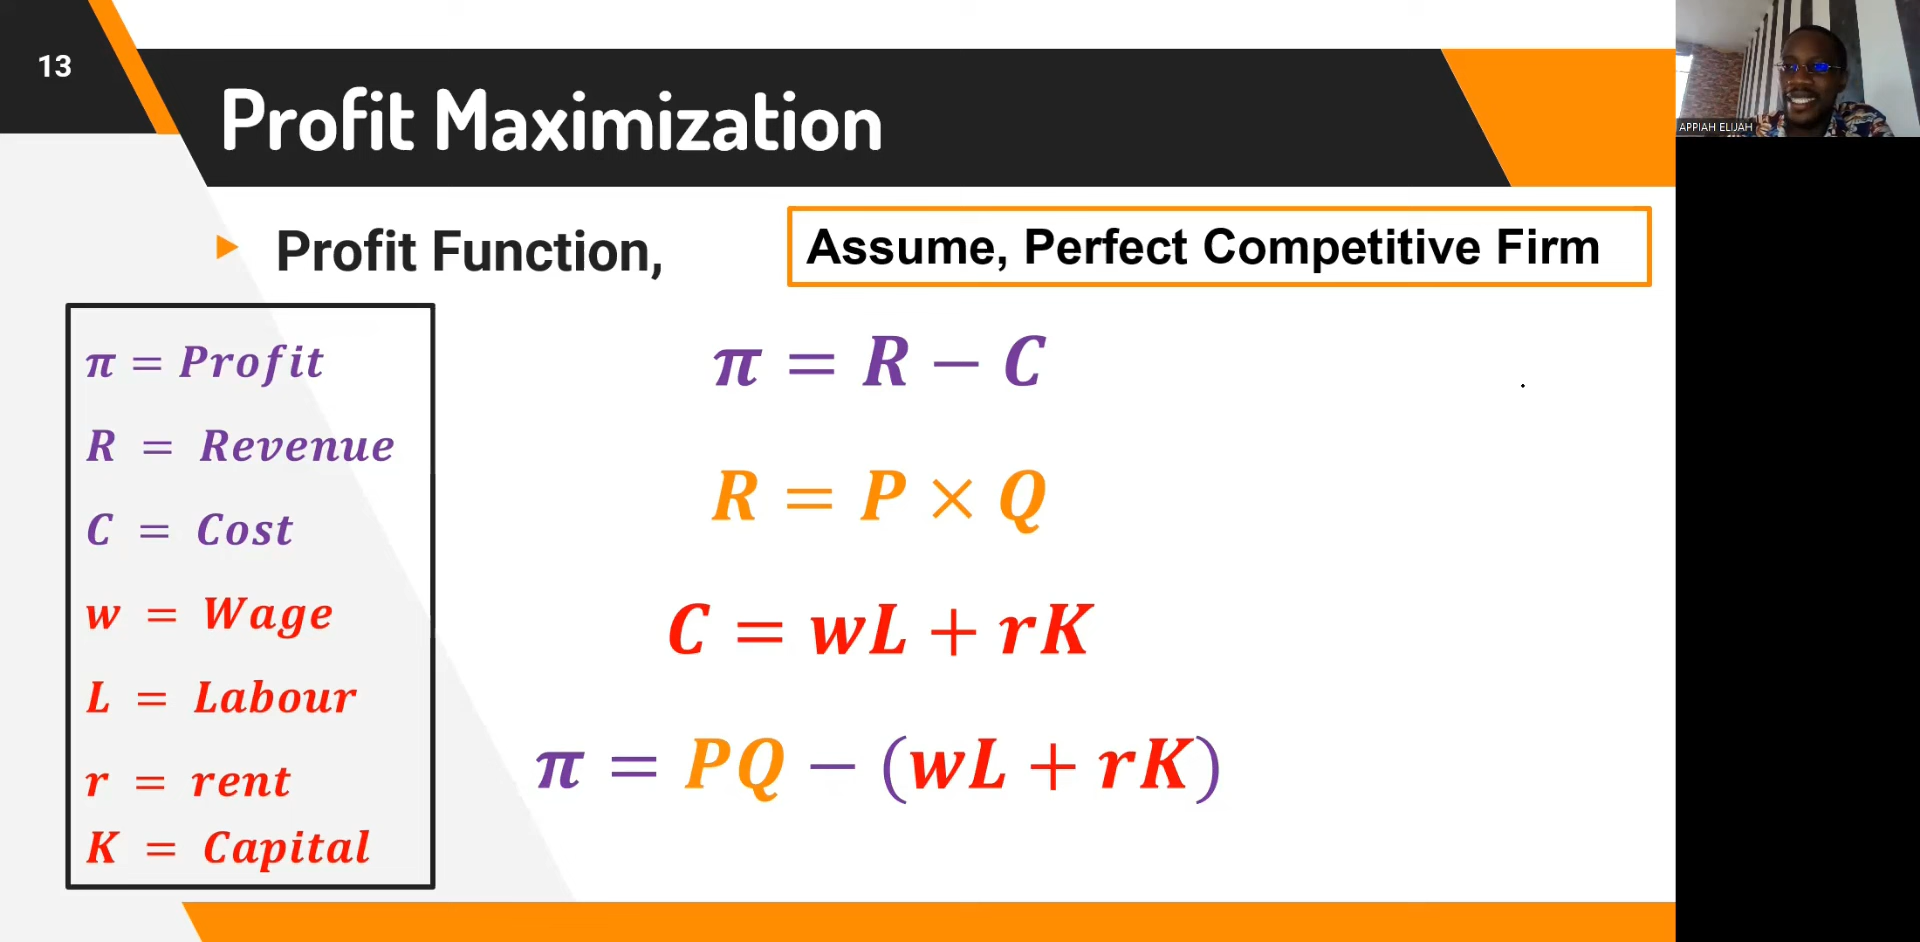 13
Profit Maximization
Profit Function,
Assume, Perfect Competitive Firm
π = Profit
R = Revenue
C = Cost
w = Wage
L = Labour
r = rent
K = Capital
π = R − C
R = P × Q
C = wL + rK
π = PQ − (wL + rK)
APPIAH ELIJAH